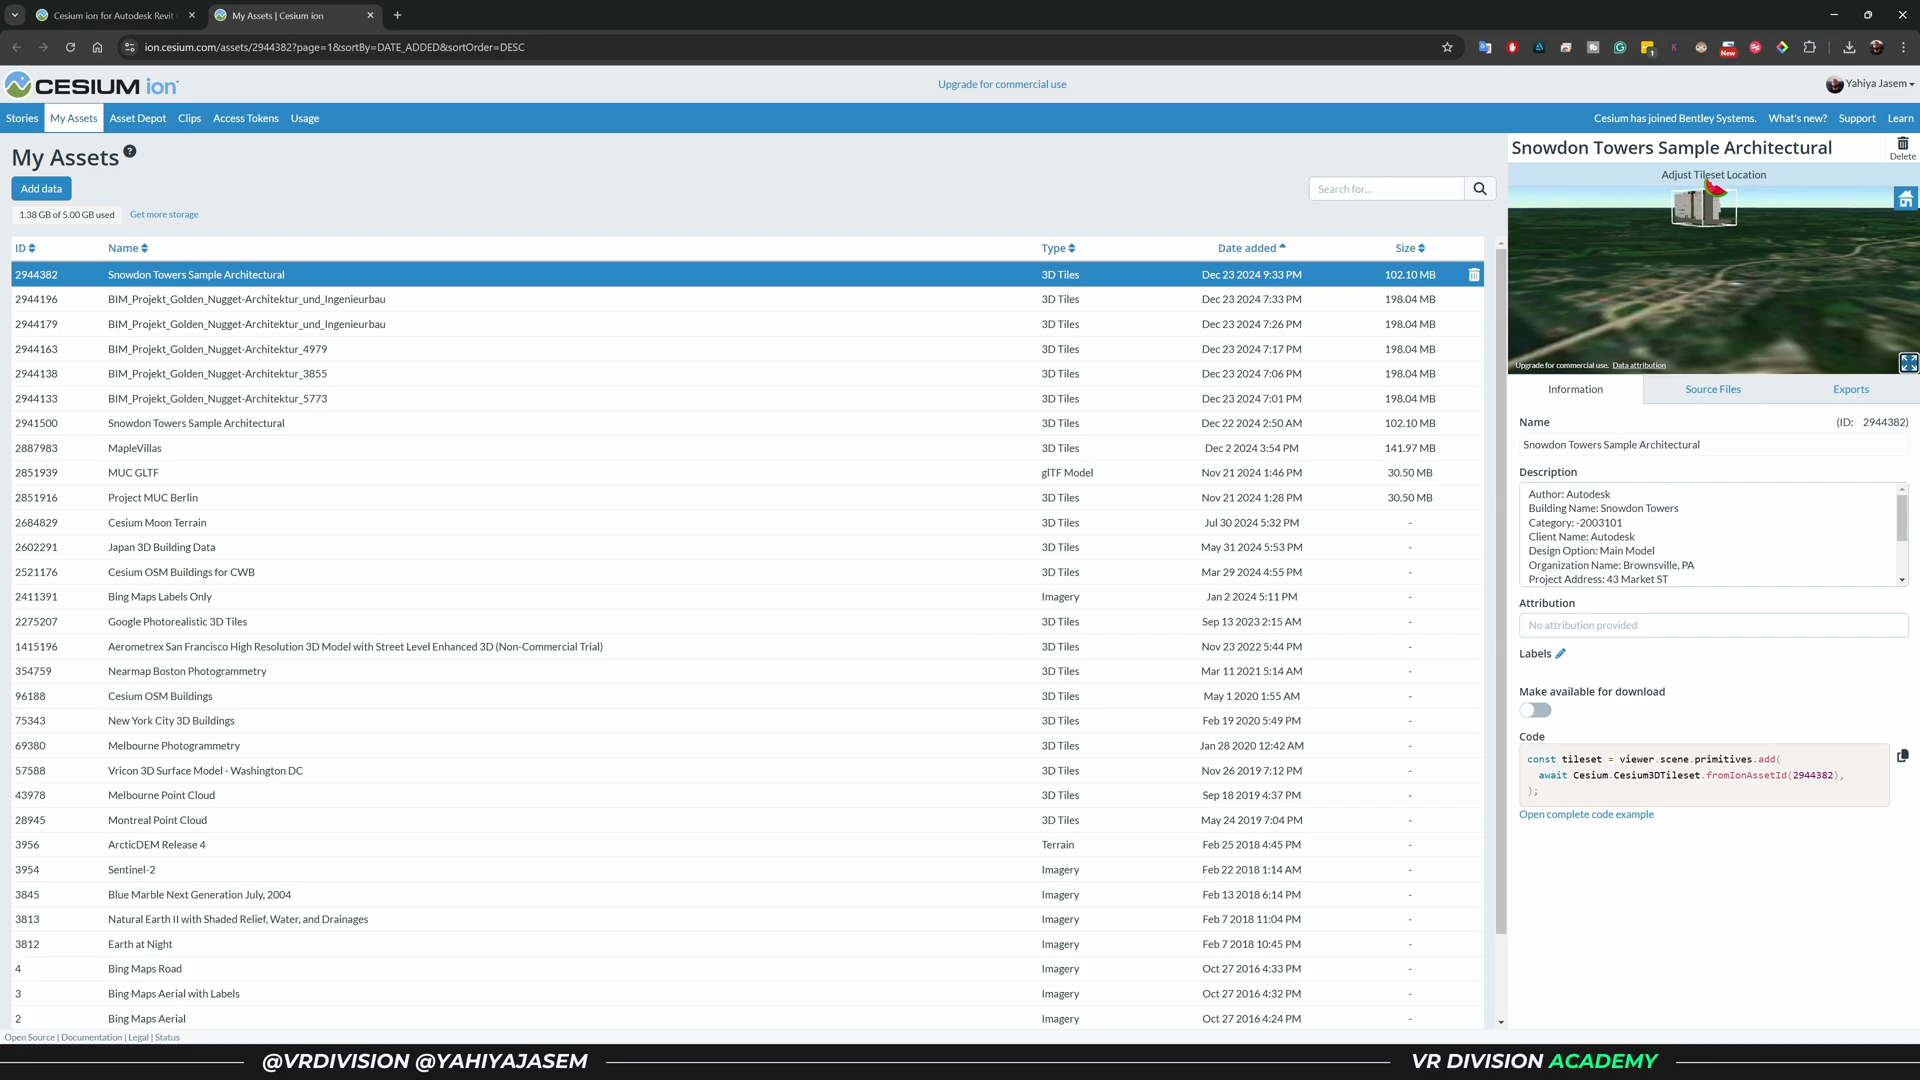 Cesium ion for Autodesk Revit
My Assets | Cesium ion
ion.cesium.com/assets/2944382?page=1&sortBy=DATE_ADDED&sortOrder=DESC
New
1
CESIUM ion
Upgrade for commercial use
Yahiya Jasem
Stories
My Assets
Asset Depot
Clips
Access Tokens
Usage
Cesium has joined Bentley Systems.
What's new?
Support
Learn
My Assets ?
Add data
1.38 GB of 5.00 GB used
Get more storage
Search for...
ID Name Type Date added Size
2944382 Snowdon Towers Sample Architectural 3D Tiles Dec 23 2024 9:33 PM 102.10 MB
2944196 BIM_Projekt_Golden_Nugget-Architektur_und_Ingenieurbau 3D Tiles Dec 23 2024 7:33 PM 198.04 MB
2944179 BIM_Projekt_Golden_Nugget-Architektur_und_Ingenieurbau 3D Tiles Dec 23 2024 7:26 PM 198.04 MB
2944163 BIM_Projekt_Golden_Nugget-Architektur_4979 3D Tiles Dec 23 2024 7:17 PM 198.04 MB
2944138 BIM_Projekt_Golden_Nugget-Architektur_3855 3D Tiles Dec 23 2024 7:06 PM 198.04 MB
2944133 BIM_Projekt_Golden_Nugget-Architektur_5773 3D Tiles Dec 23 2024 7:01 PM 198.04 MB
2941500 Snowdon Towers Sample Architectural 3D Tiles Dec 22 2024 2:50 AM 102.10 MB
2887983 MapleVillas 3D Tiles Dec 2 2024 3:54 PM 141.97 MB
2851939 MUC GLTF glTF Model Nov 21 2024 1:46 PM 30.50 MB
2851916 Project MUC Berlin 3D Tiles Nov 21 2024 1:28 PM 30.50 MB
2684829 Cesium Moon Terrain 3D Tiles Jul 30 2024 5:32 PM -
2602291 Japan 3D Building Data 3D Tiles May 31 2024 5:53 PM -
2521176 Cesium OSM Buildings for CWB 3D Tiles Mar 29 2024 4:55 PM -
2411391 Bing Maps Labels Only Imagery Jan 2 2024 5:11 PM -
2275207 Google Photorealistic 3D Tiles 3D Tiles Sep 13 2023 2:15 AM -
1415196 Aerometrex San Francisco High Resolution 3D Model with Street Level Enhanced 3D (Non-Commercial Trial) 3D Tiles Nov 23 2022 5:44 PM -
354759 Nearmap Boston Photogrammetry 3D Tiles Mar 11 2021 5:14 AM -
96188 Cesium OSM Buildings 3D Tiles May 1 2020 1:55 AM -
75343 New York City 3D Buildings 3D Tiles Feb 19 2020 5:49 PM -
69380 Melbourne Photogrammetry 3D Tiles Jan 28 2020 12:42 AM -
57588 Vricon 3D Surface Model - Washington DC 3D Tiles Nov 26 2019 7:12 PM -
43978 Melbourne Point Cloud 3D Tiles Sep 18 2019 4:37 PM -
28945 Montreal Point Cloud 3D Tiles May 24 2019 7:04 PM -
3956 ArcticDEM Release 4 Terrain Feb 25 2018 4:45 PM -
3954 Sentinel-2 Imagery Feb 22 2018 1:14 AM -
3845 Blue Marble Next Generation July, 2004 Imagery Feb 13 2018 6:14 PM -
3813 Natural Earth II with Shaded Relief, Water, and Drainages Imagery Feb 7 2018 11:04 PM -
3812 Earth at Night Imagery Feb 7 2018 10:45 PM -
4 Bing Maps Road Imagery Oct 27 2016 4:33 PM -
3 Bing Maps Aerial with Labels Imagery Oct 27 2016 4:32 PM -
2 Bing Maps Aerial Imagery Oct 27 2016 4:24 PM -
Snowdon Towers Sample Architectural
Delete
Adjust Tileset Location
Upgrade for commercial use. Data attribution
Information
Source Files
Exports
Name (ID: 2944382)
Snowdon Towers Sample Architectural
Description
Author: Autodesk
Building Name: Snowdon Towers
Category: -2003101
Client Name: Autodesk
Design Option: Main Model
Organization Name: Brownsville, PA
Project Address: 43 Market ST
Attribution
No attribution provided
Labels
Make available for download
Code
const tileset = viewer.scene.primitives.add(
await Cesium.Cesium3DTileset.fromIonAssetId(2944382),
);
Open complete code example
Open Source | Documentation | Legal | Status
@VRDIVISION @YAHIYAJASEM
VR DIVISION ACADEMY